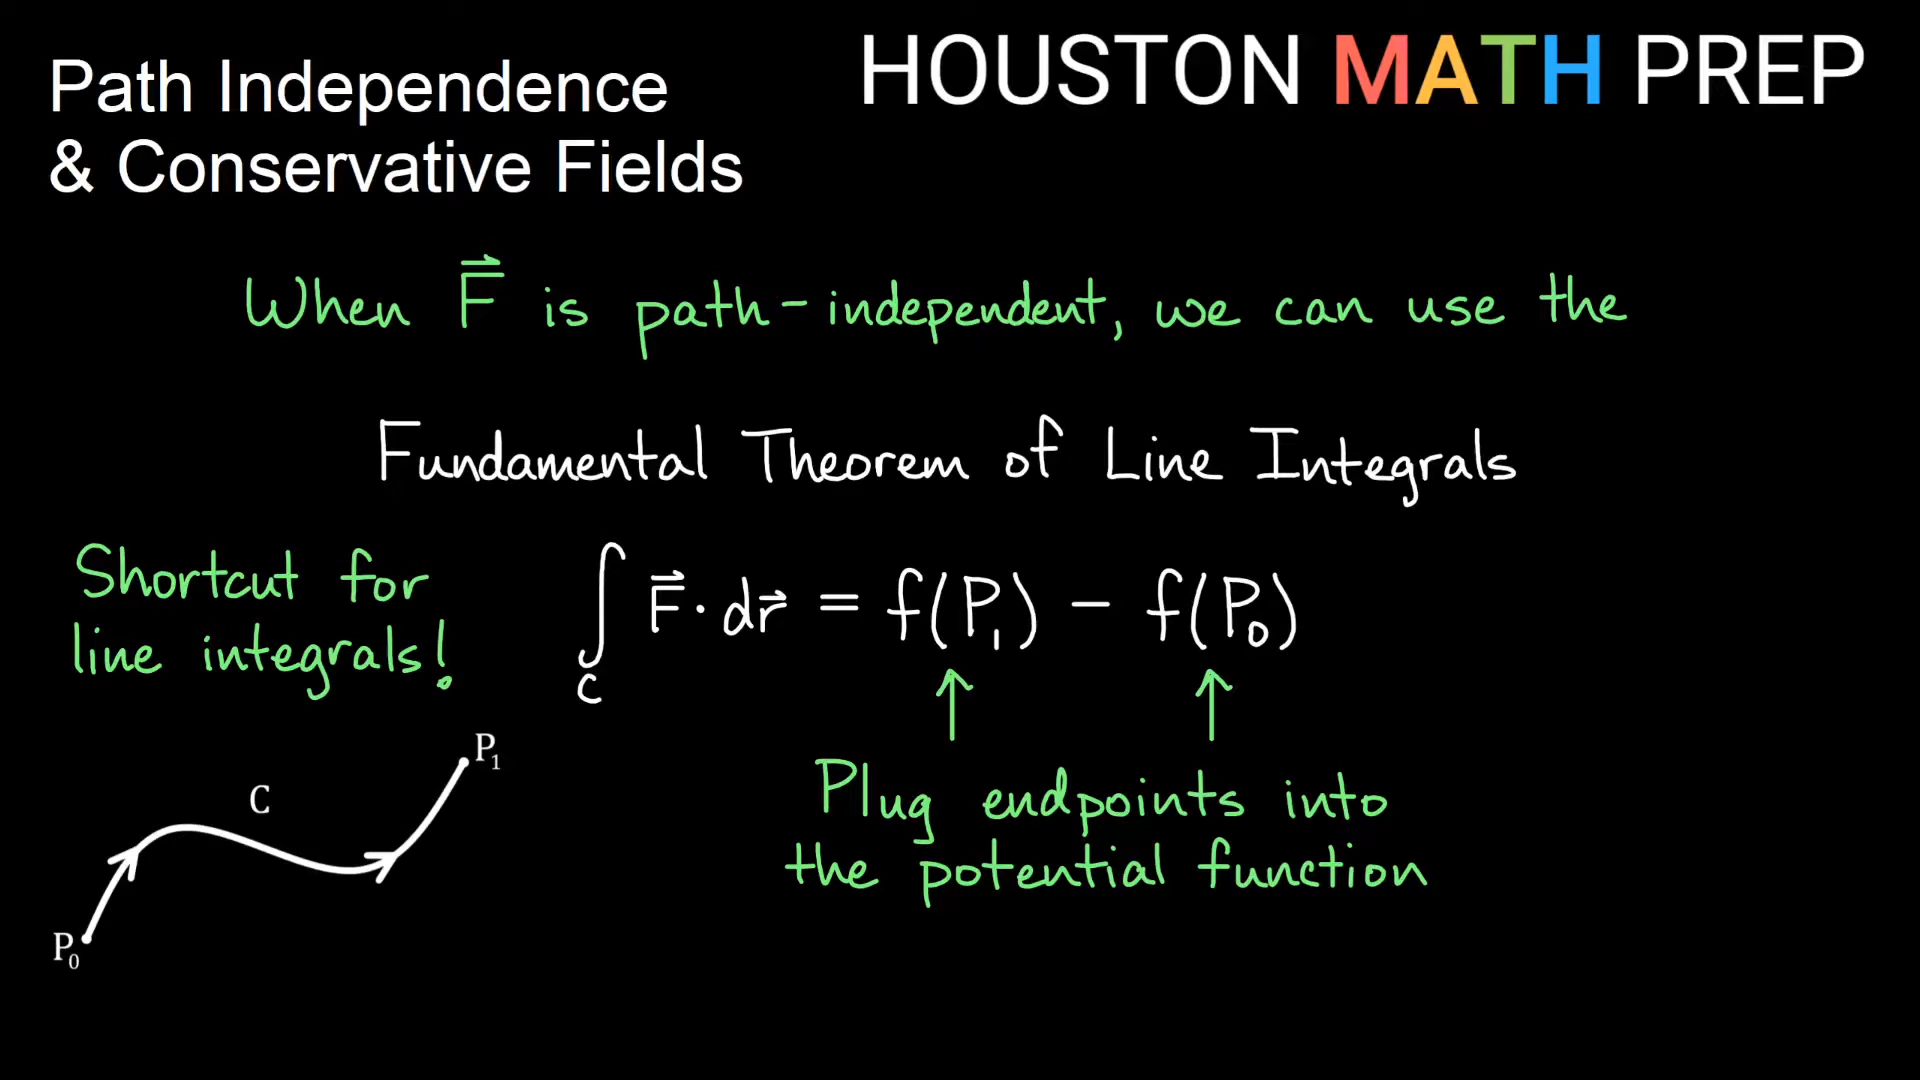 HOUSTON MATH PREP
Path Independence
& Conservative Fields
When F⃗ is path-independent, we can use the
Fundamental Theorem of Line Integrals
Shortcut for
line integrals!
∫_C F⃗ · dr⃗ = f(P₁) − f(P₀)
↑ ↑
Plug endpoints into
the potential function
P₁
C
P₀